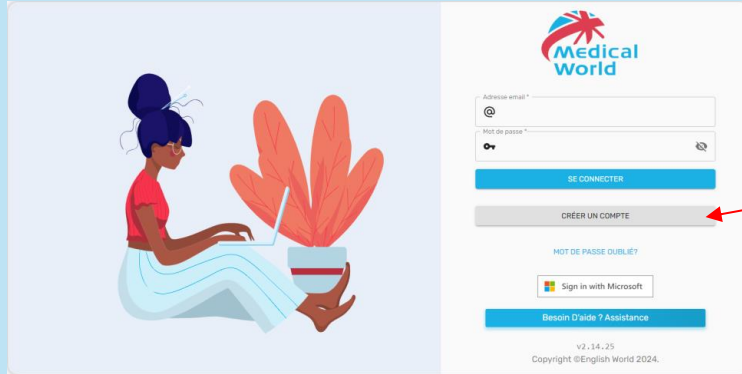 Medical
World
Adresse email *
Mot de passe *
SE CONNECTER
CRÉER UN COMPTE
MOT DE PASSE OUBLIÉ?
Sign in with Microsoft
Besoin D'aide ? Assistance
v2.14.25
Copyright ©English World 2024.